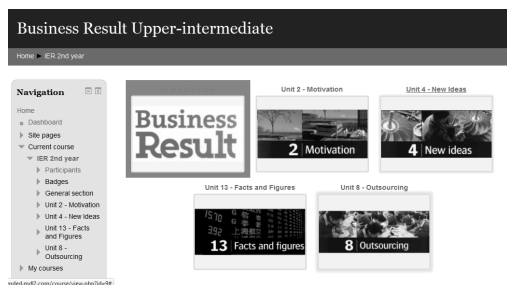 Business Result Upper-intermediate
Home ► IER 2nd year
Navigation
Home
Dashboard
Site pages
Current course
IER 2nd year
Participants
Badges
General section
Unit 2 - Motivation
Unit 4 - New Ideas
Unit 13 - Facts
and Figures
Unit 8 -
Outsourcing
My courses
Business
Result
Unit 2 - Motivation
2 Motivation
Unit 4 - New Ideas
4 New ideas
Unit 13 - Facts and Figures
1570
392
13 Facts and figures
Unit 8 - Outsourcing
8 Outsourcing